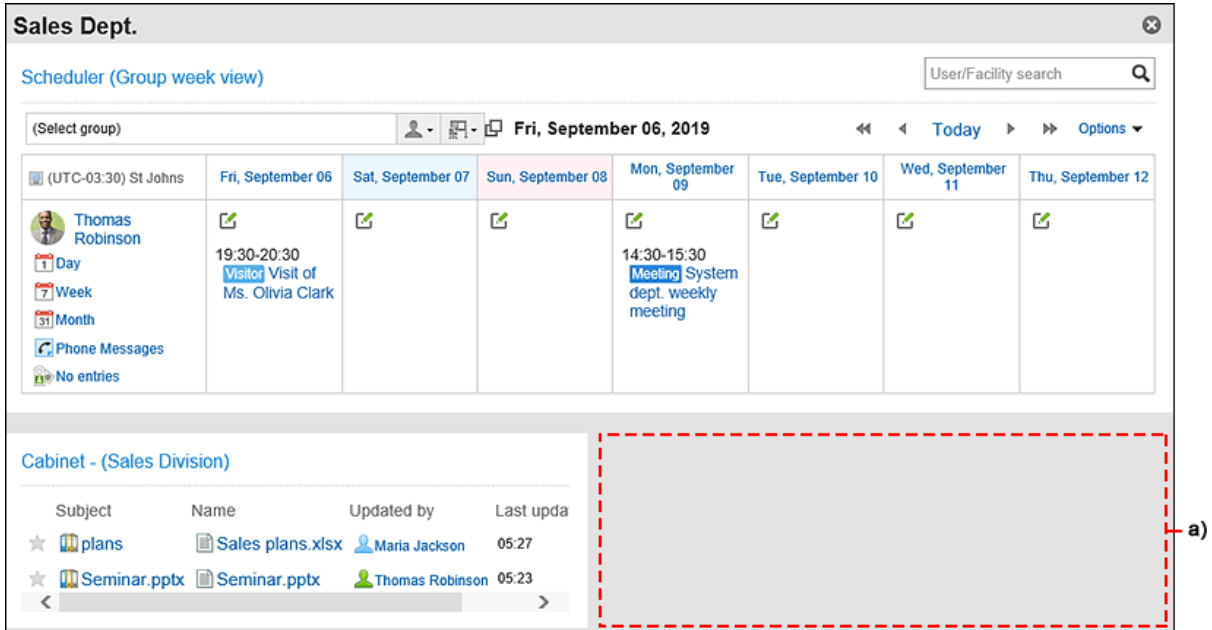 Sales Dept.
Scheduler (Group week view)
User/Facility search
(Select group)
Fri, September 06, 2019
Today
Options
(UTC-03:30) St Johns
Fri, September 06
Sat, September 07
Sun, September 08
Mon, September
09
Tue, September 10
Wed, September
11
Thu, September 12
Thomas
Robinson
1 Day
7 Week
31 Month
Phone Messages
No entries
19:30-20:30
Visitor Visit of
Ms. Olivia Clark
14:30-15:30
Meeting System
dept. weekly
meeting
Cabinet - (Sales Division)
Subject Name Updated by Last upda
plans Sales plans.xlsx Maria Jackson 05:27
Seminar.pptx Seminar.pptx Thomas Robinson 05:23
a)